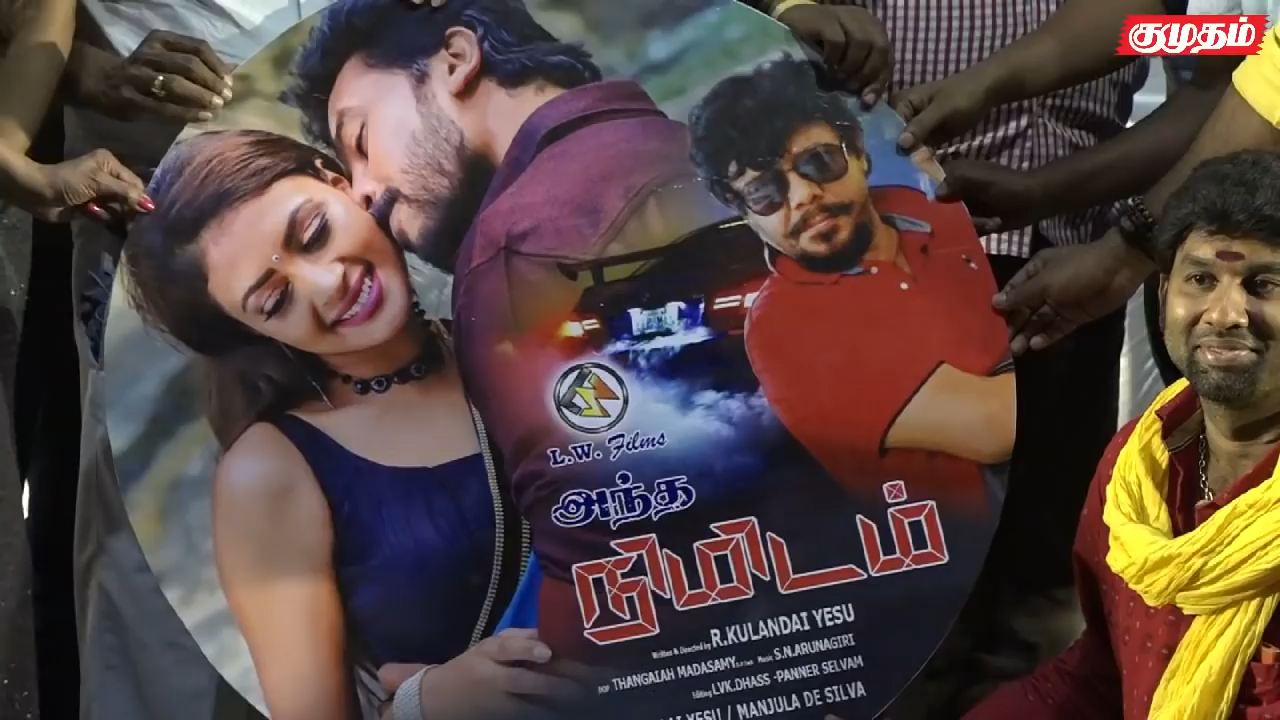 குமுதம்
L.W. Films
அந்த
நிமிடம்
Written & Directed by R.KULANDAI YESU
DOP THANGAIAH MADASAMY Music S.N.ARUNAGIRI
Editing LVK.DHASS -PANNER SELVAM
YESU / MANJULA DE SILVA